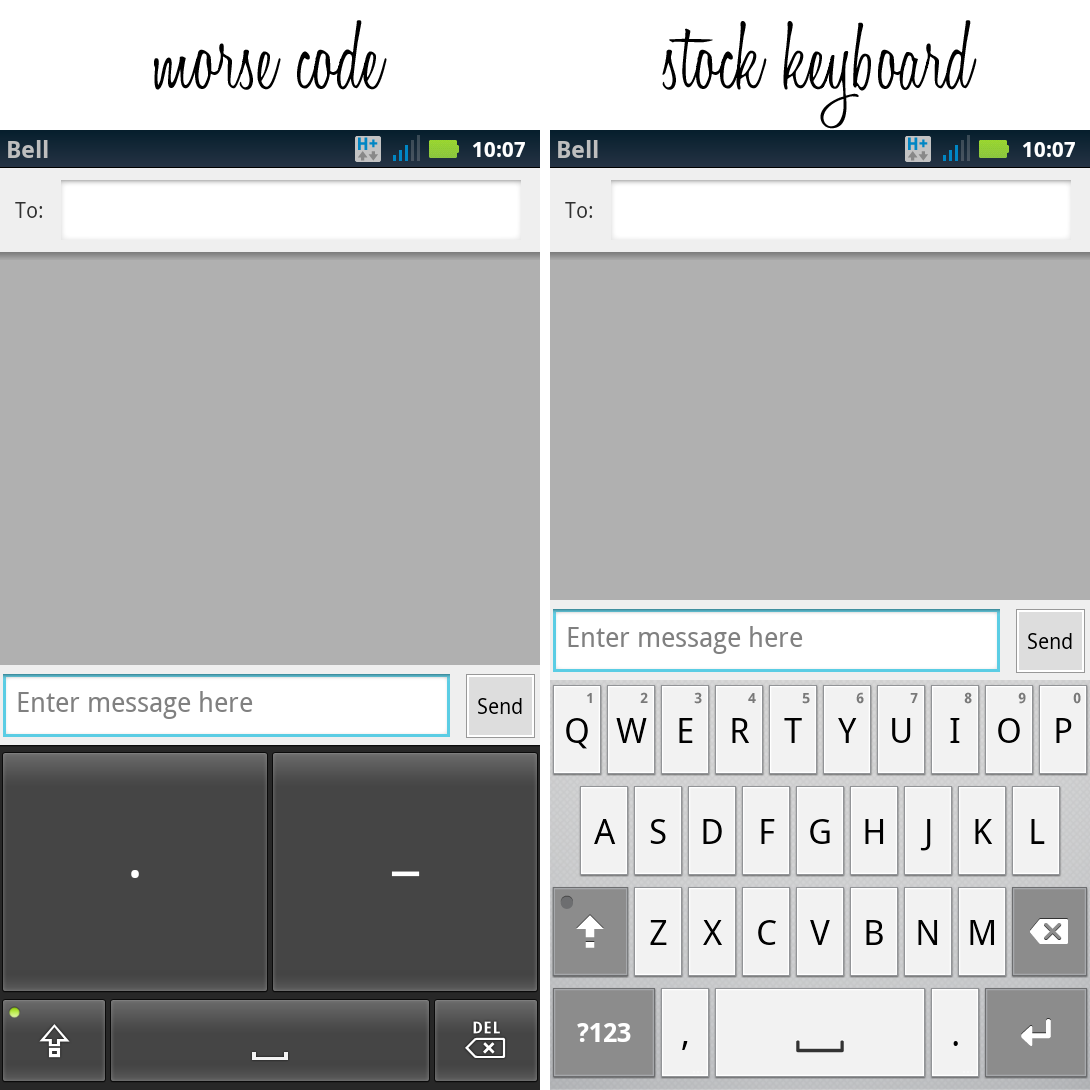 morse code
Bell
10:07
To:
Enter message here
Send
.
–
DEL
stock keyboard
Bell
10:07
To:
Enter message here
Send
1 2 3 4 5 6 7 8 9 0
Q W E R T Y U I O P
A S D F G H J K L
Z X C V B N M
?123 , .